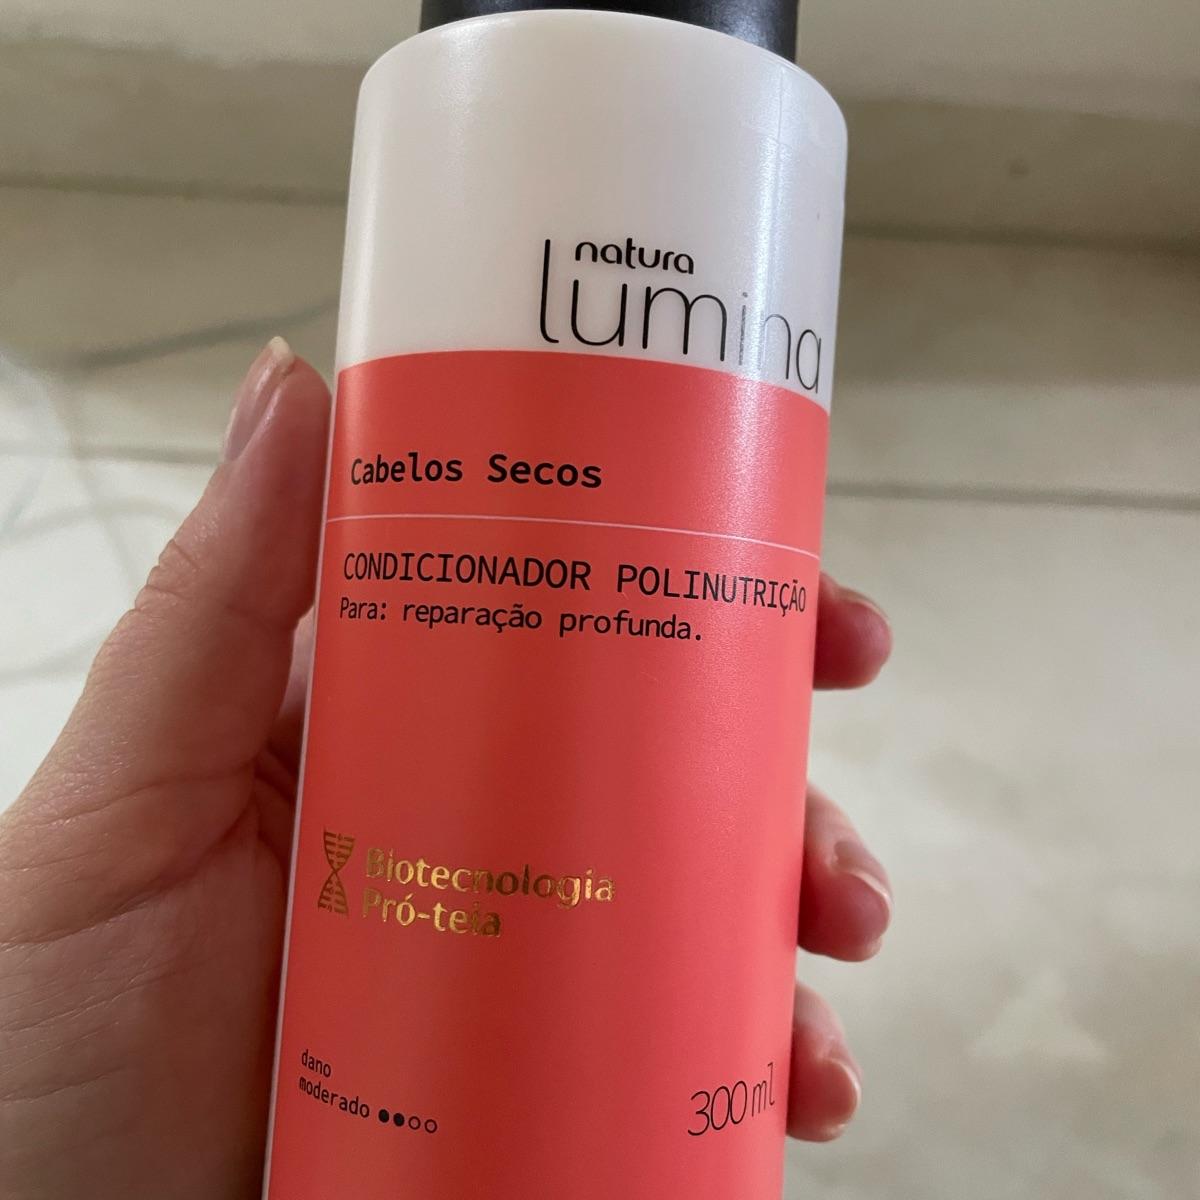 natura
lumina
Cabelos Secos
CONDICIONADOR POLINUTRIÇÃO
Para: reparação profunda.
Biotecnologia
Pró-teia
dano
moderado
300ml